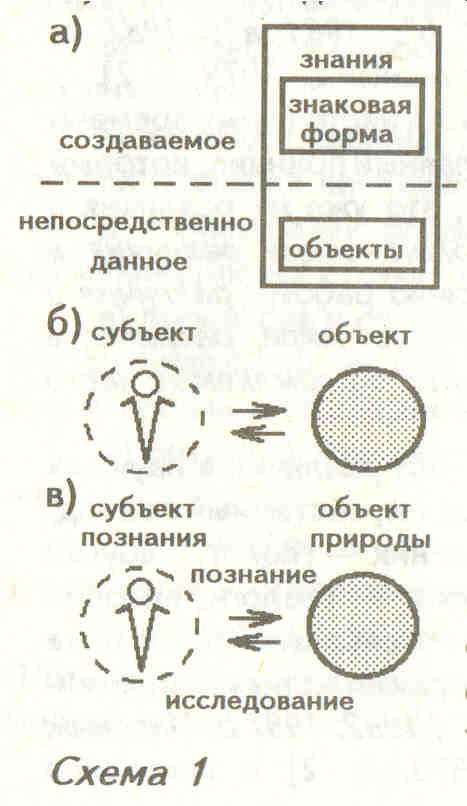 а)
знания
знаковая
форма
создаваемое
непосредственно
данное
объекты
б)
субъект
объект
в)
субъект
познания
объект
природы
познание
исследование
Схема 1